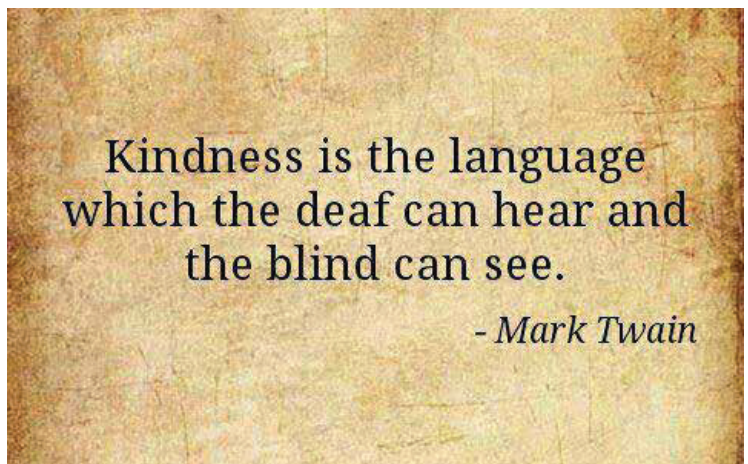 Kindness is the language
which the deaf can hear and
the blind can see.
- Mark Twain